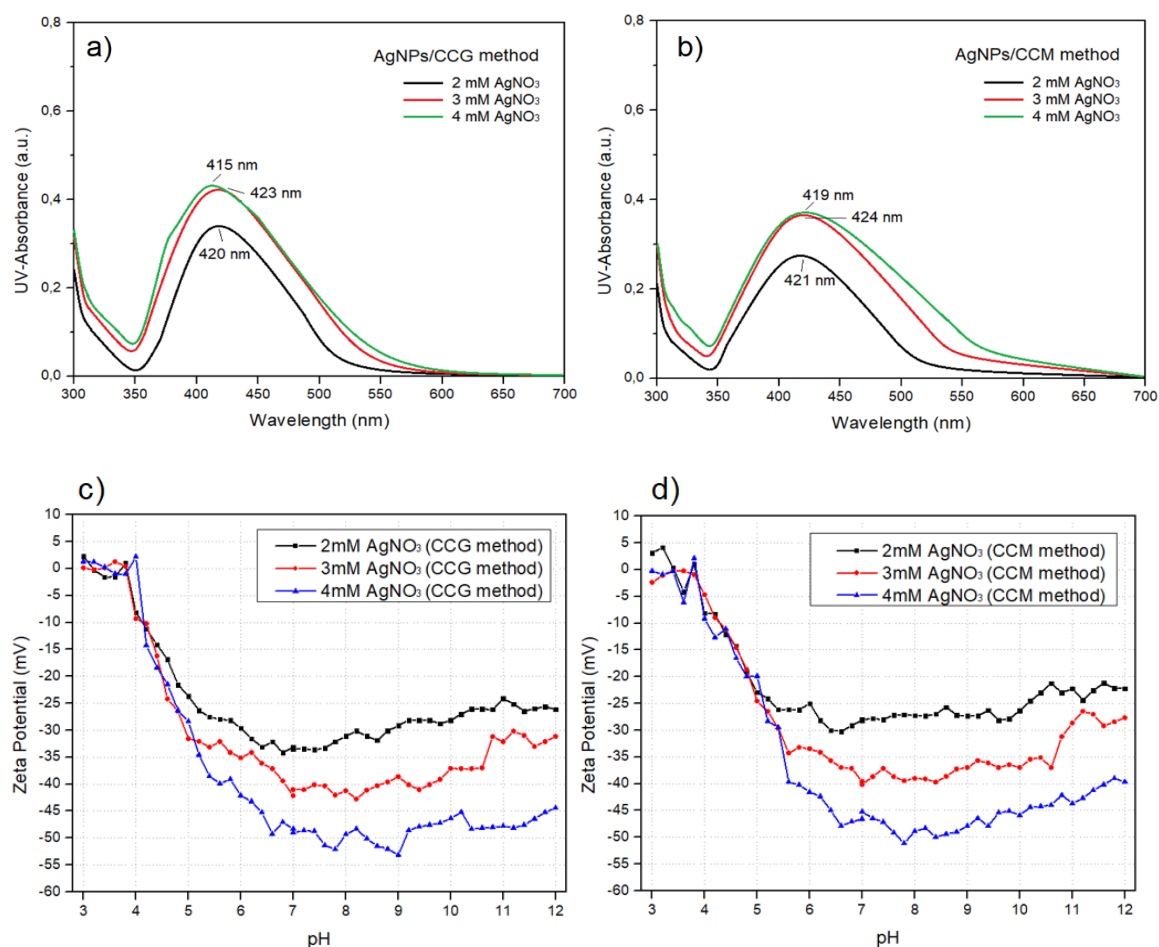 a)
AgNPs/CCG method
2 mM AgNO₃
3 mM AgNO₃
4 mM AgNO₃
415 nm
423 nm
420 nm
0,8
0,6
0,4
0,2
0,0
UV-Absorbance (a.u.)
300 350 400 450 500 550 600 650 700
Wavelength (nm)
b)
AgNPs/CCM method
2 mM AgNO₃
3 mM AgNO₃
4 mM AgNO₃
419 nm
424 nm
421 nm
0,8
0,6
0,4
0,2
0,0
UV-Absorbance (a.u.)
300 350 400 450 500 550 600 650 700
Wavelength (nm)
c)
2mM AgNO₃ (CCG method)
3mM AgNO₃ (CCG method)
4mM AgNO₃ (CCG method)
10
5
0
-5
-10
-15
-20
-25
-30
-35
-40
-45
-50
-55
-60
Zeta Potential (mV)
3 4 5 6 7 8 9 10 11 12
pH
d)
2mM AgNO₃ (CCM method)
3mM AgNO₃ (CCM method)
4mM AgNO₃ (CCM method)
10
5
0
-5
-10
-15
-20
-25
-30
-35
-40
-45
-50
-55
-60
Zeta Potential (mV)
3 4 5 6 7 8 9 10 11 12
pH